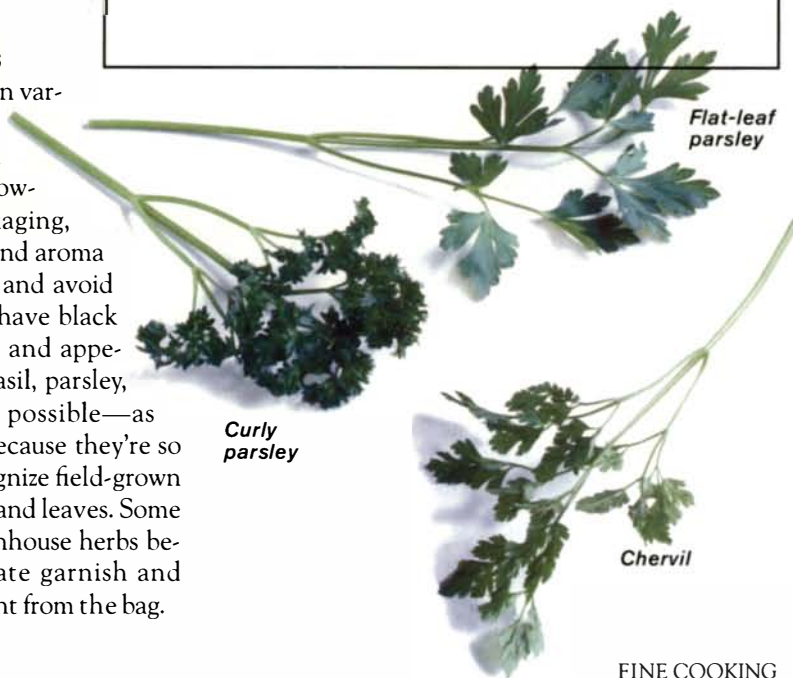 n var-
ow-
aging,
nd aroma
and avoid
have black
and appe-
asil, parsley,
possible—as
ecause they're so
gnize field-grown
and leaves. Some
nhouse herbs be-
ate garnish and
nt from the bag.
Flat-leaf
parsley
Curly
parsley
Chervil
FINE COOKING